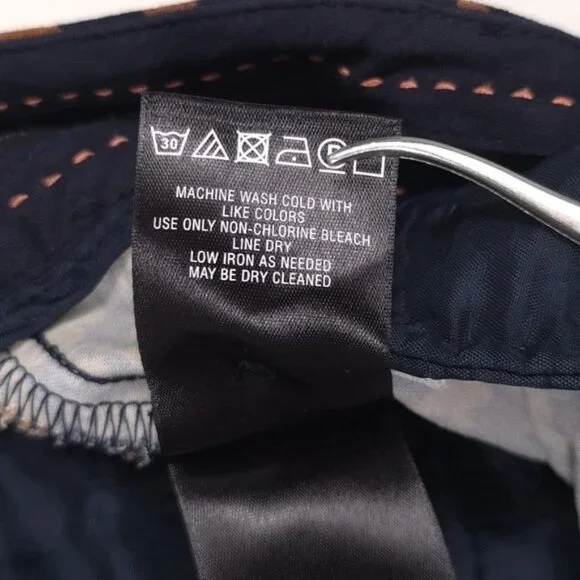 30 P
MACHINE WASH COLD WITH
LIKE COLORS
USE ONLY NON-CHLORINE BLEACH
LINE DRY
LOW IRON AS NEEDED
MAY BE DRY CLEANED